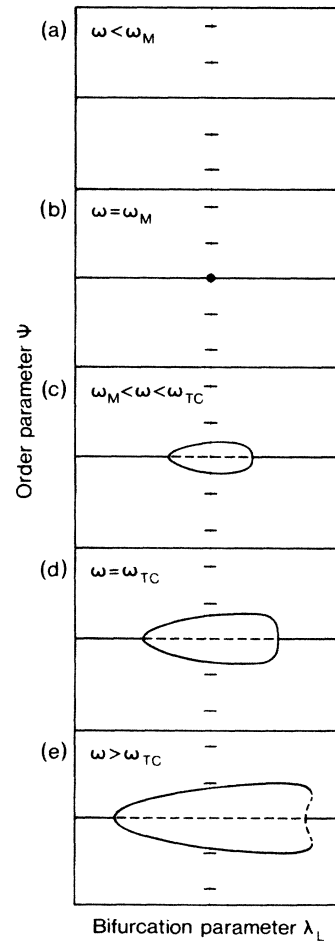 (a) ω<ω_M
(b) ω=ω_M
(c) ω_M<ω<ω_TC
(d) ω=ω_TC
(e) ω>ω_TC
Order parameter Ψ
Bifurcation parameter λ_L